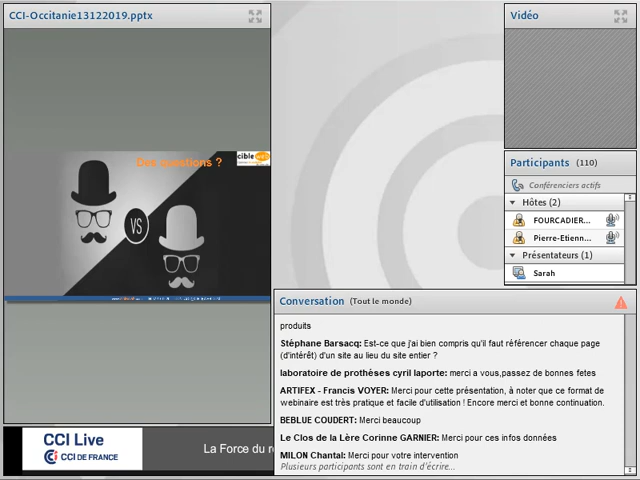 CCI-Occitanie13122019.pptx
Des questions ?
cible web
VS
Vidéo
Participants (110)
Conférenciers actifs
Hôtes (2)
FOURCADIER...
Pierre-Etienn...
Présentateurs (1)
Sarah
Conversation (Tout le monde)
produits
Stéphane Barsacq: Est-ce que j'ai bien compris qu'il faut référencer chaque page
(d'intérêt) d'un site au lieu du site entier ?
laboratoire de prothèses cyril laporte: merci a vous,passez de bonnes fetes
ARTIFEX - Francis VOYER: Merci pour cette présentation, à noter que ce format de
webinaire est très pratique et facile d'utilisation ! Encore merci et bonne continuation.
BEBLUE COUDERT: Merci beaucoup
Le Clos de la Lère Corinne GARNIER: Merci pour ces infos données
MILON Chantal: Merci pour votre intervention
Plusieurs participants sont en train d'écrire...
CCI Live
CCI DE FRANCE
La Force du